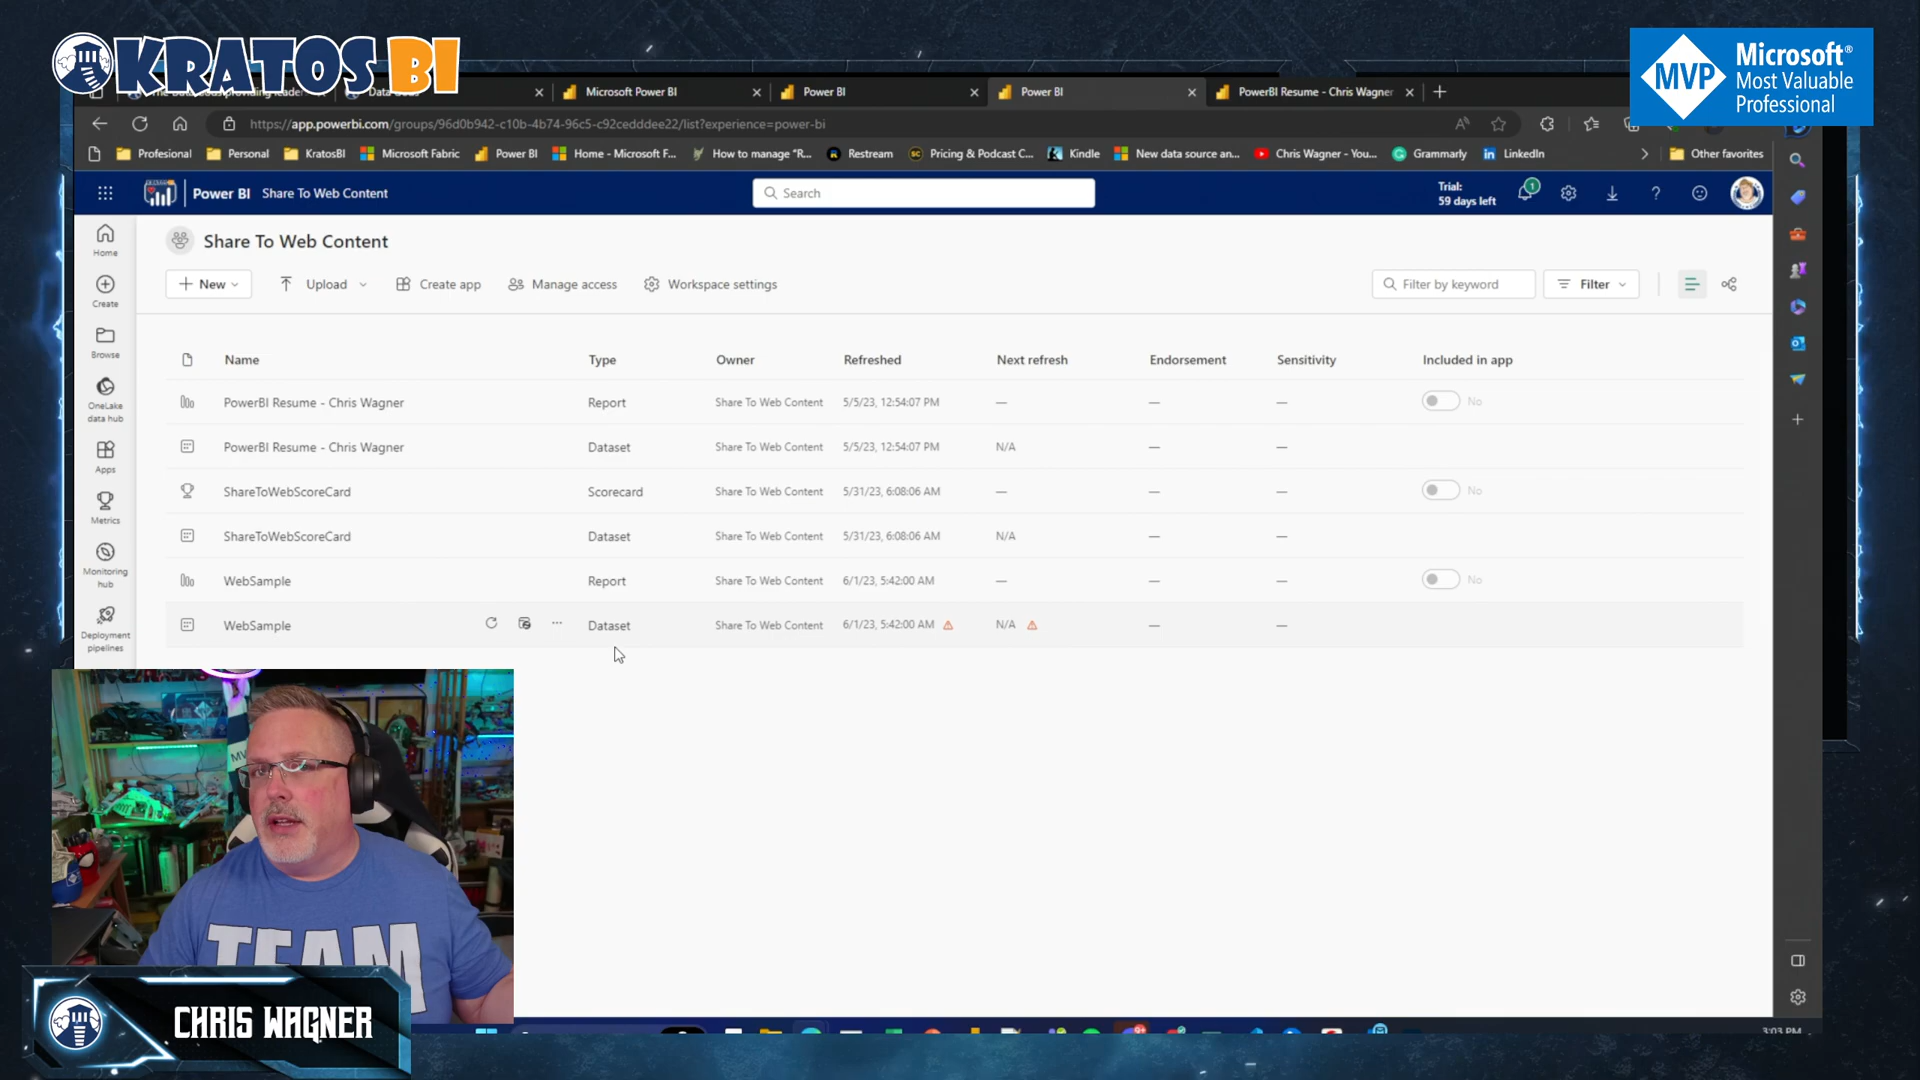 KRATOS BI
Microsoft®
MVP
Most Valuable
Professional
Microsoft Power BI
Power BI
Power BI
PowerBI Resume - Chris Wagner
https://app.powerbi.com/groups/96d0b942-c10b-4b74-96c5-c92cedddee22/list?experience=power-bi
Profesional
Personal
KratosBI
Microsoft Fabric
Power BI
Home - Microsoft F...
How to manage "R...
Restream
Pricing & Podcast C...
Kindle
New data source an...
Chris Wagner - You...
Grammarly
LinkedIn
Other favorites
Power BI Share To Web Content
Search
Trial:
59 days left
1
Home
Create
Browse
OneLake
data hub
Apps
Metrics
Monitoring
hub
Deployment
pipelines
Share To Web Content
New
Upload
Create app
Manage access
Workspace settings
Filter by keyword
Filter
Name Type Owner Refreshed Next refresh Endorsement Sensitivity Included in app
PowerBI Resume - Chris Wagner Report Share To Web Content 5/5/23, 12:54:07 PM — — — No
PowerBI Resume - Chris Wagner Dataset Share To Web Content 5/5/23, 12:54:07 PM N/A — —
ShareToWebScoreCard Scorecard Share To Web Content 5/31/23, 6:08:06 AM — — — No
ShareToWebScoreCard Dataset Share To Web Content 5/31/23, 6:08:06 AM N/A — —
WebSample Report Share To Web Content 6/1/23, 5:42:00 AM — — — No
WebSample Dataset Share To Web Content 6/1/23, 5:42:00 AM N/A — —
TEAM
CHRIS WAGNER
3:03 PM